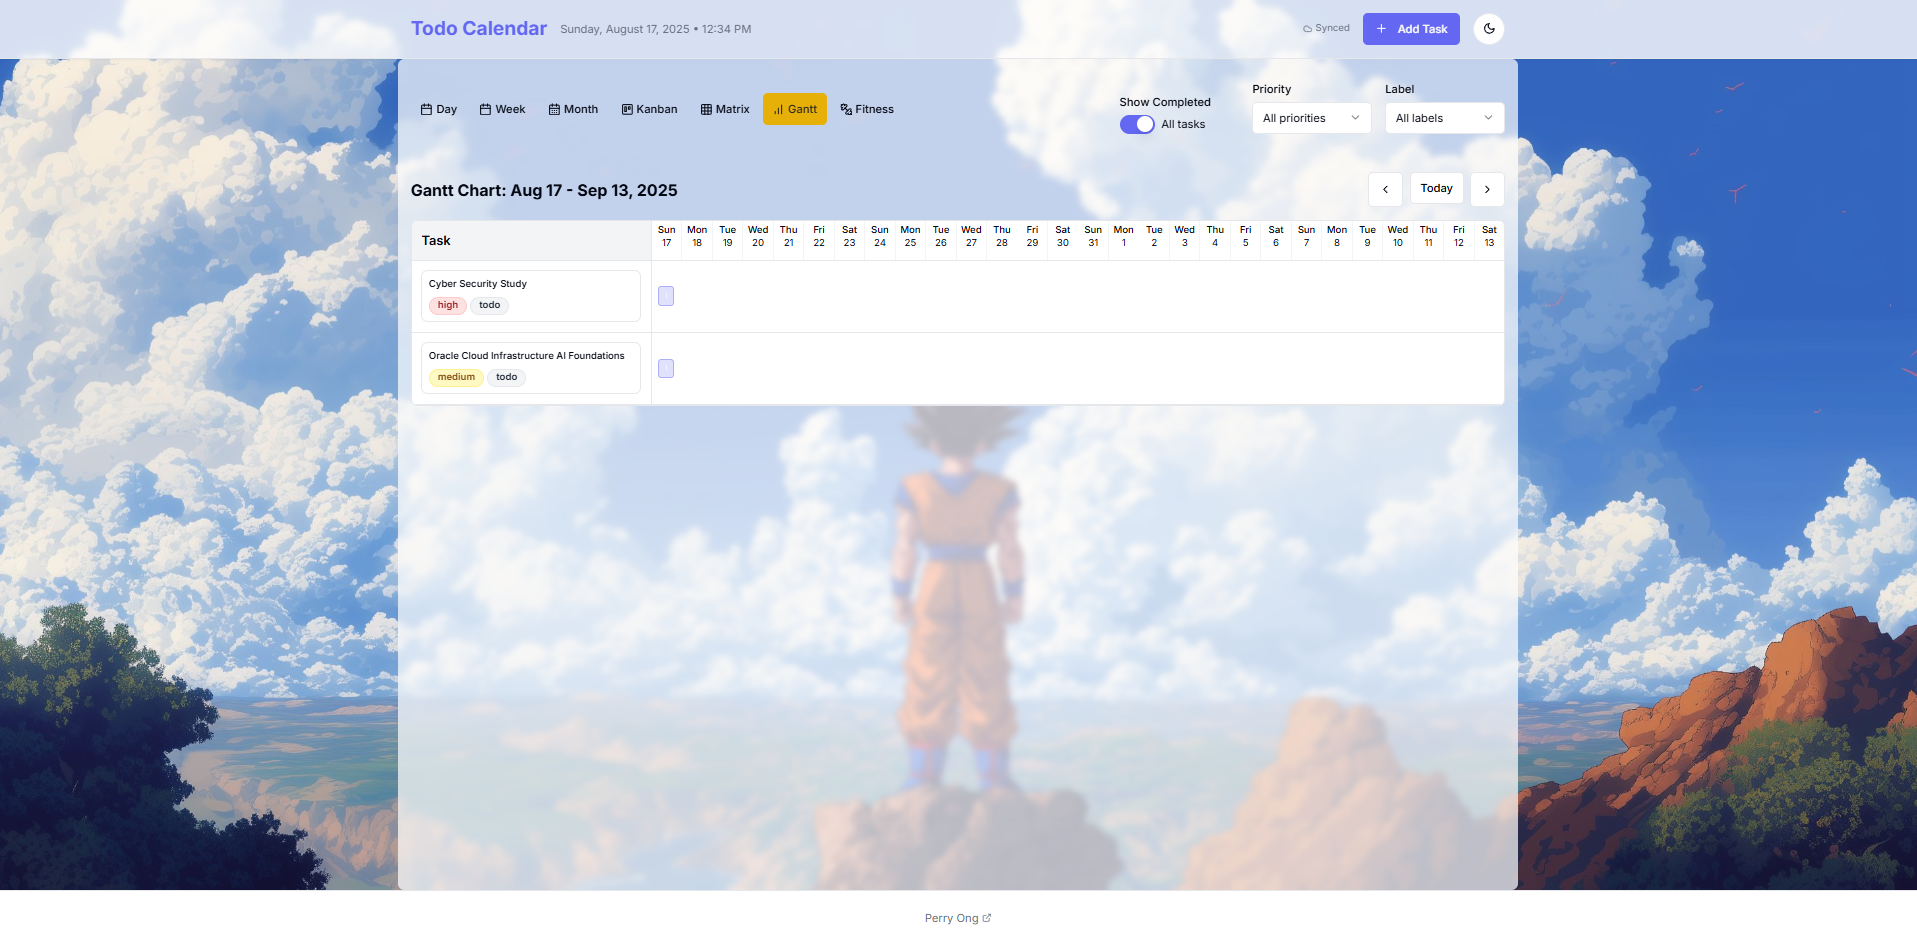 Todo Calendar Sunday, August 17, 2025 • 12:34 PM Synced + Add Task
Day Week Month Kanban Matrix Gantt Fitness
Show Completed
All tasks
Priority
All priorities
Label
All labels
Gantt Chart: Aug 17 - Sep 13, 2025
Today
Task
Sun Mon Tue Wed Thu Fri Sat Sun Mon Tue Wed Thu Fri Sat Sun Mon Tue Wed Thu Fri Sat Sun Mon Tue Wed Thu Fri Sat
17 18 19 20 21 22 23 24 25 26 27 28 29 30 31 1 2 3 4 5 6 7 8 9 10 11 12 13
Cyber Security Study
high todo
Oracle Cloud Infrastructure AI Foundations
medium todo
Perry Ong